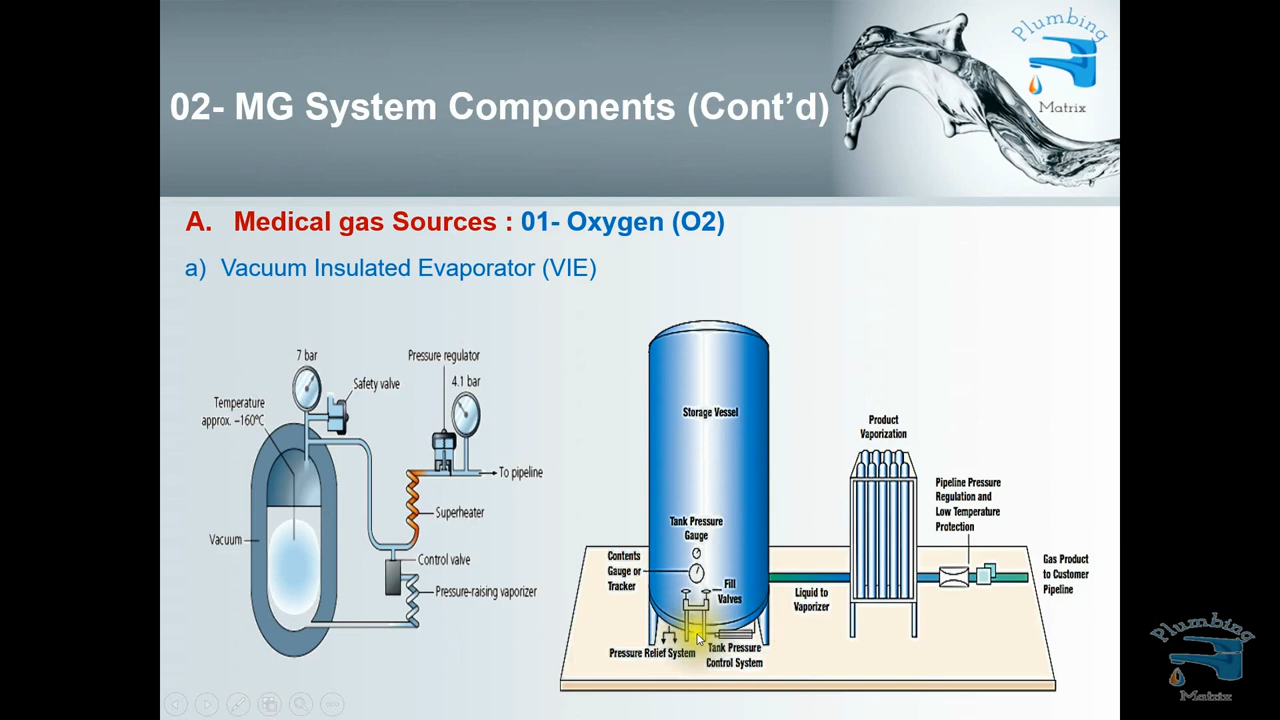 Plumbing
Matrix
02- MG System Components (Cont’d)
A. Medical gas Sources : 01- Oxygen (O2)
a) Vacuum Insulated Evaporator (VIE)
7 bar
Pressure regulator
Safety valve
4.1 bar
Temperature
approx. –160°C
To pipeline
Superheater
Vacuum
Control valve
Pressure-raising vaporizer
Storage Vessel
Product
Vaporization
Pipeline Pressure
Regulation and
Low Temperature
Protection
Tank Pressure
Gauge
Contents
Gauge or
Tracker
Fill
Valves
Liquid to
Vaporizer
Gas Product
to Customer
Pipeline
Pressure Relief System
Tank Pressure
Control System
Plumbing
Matrix